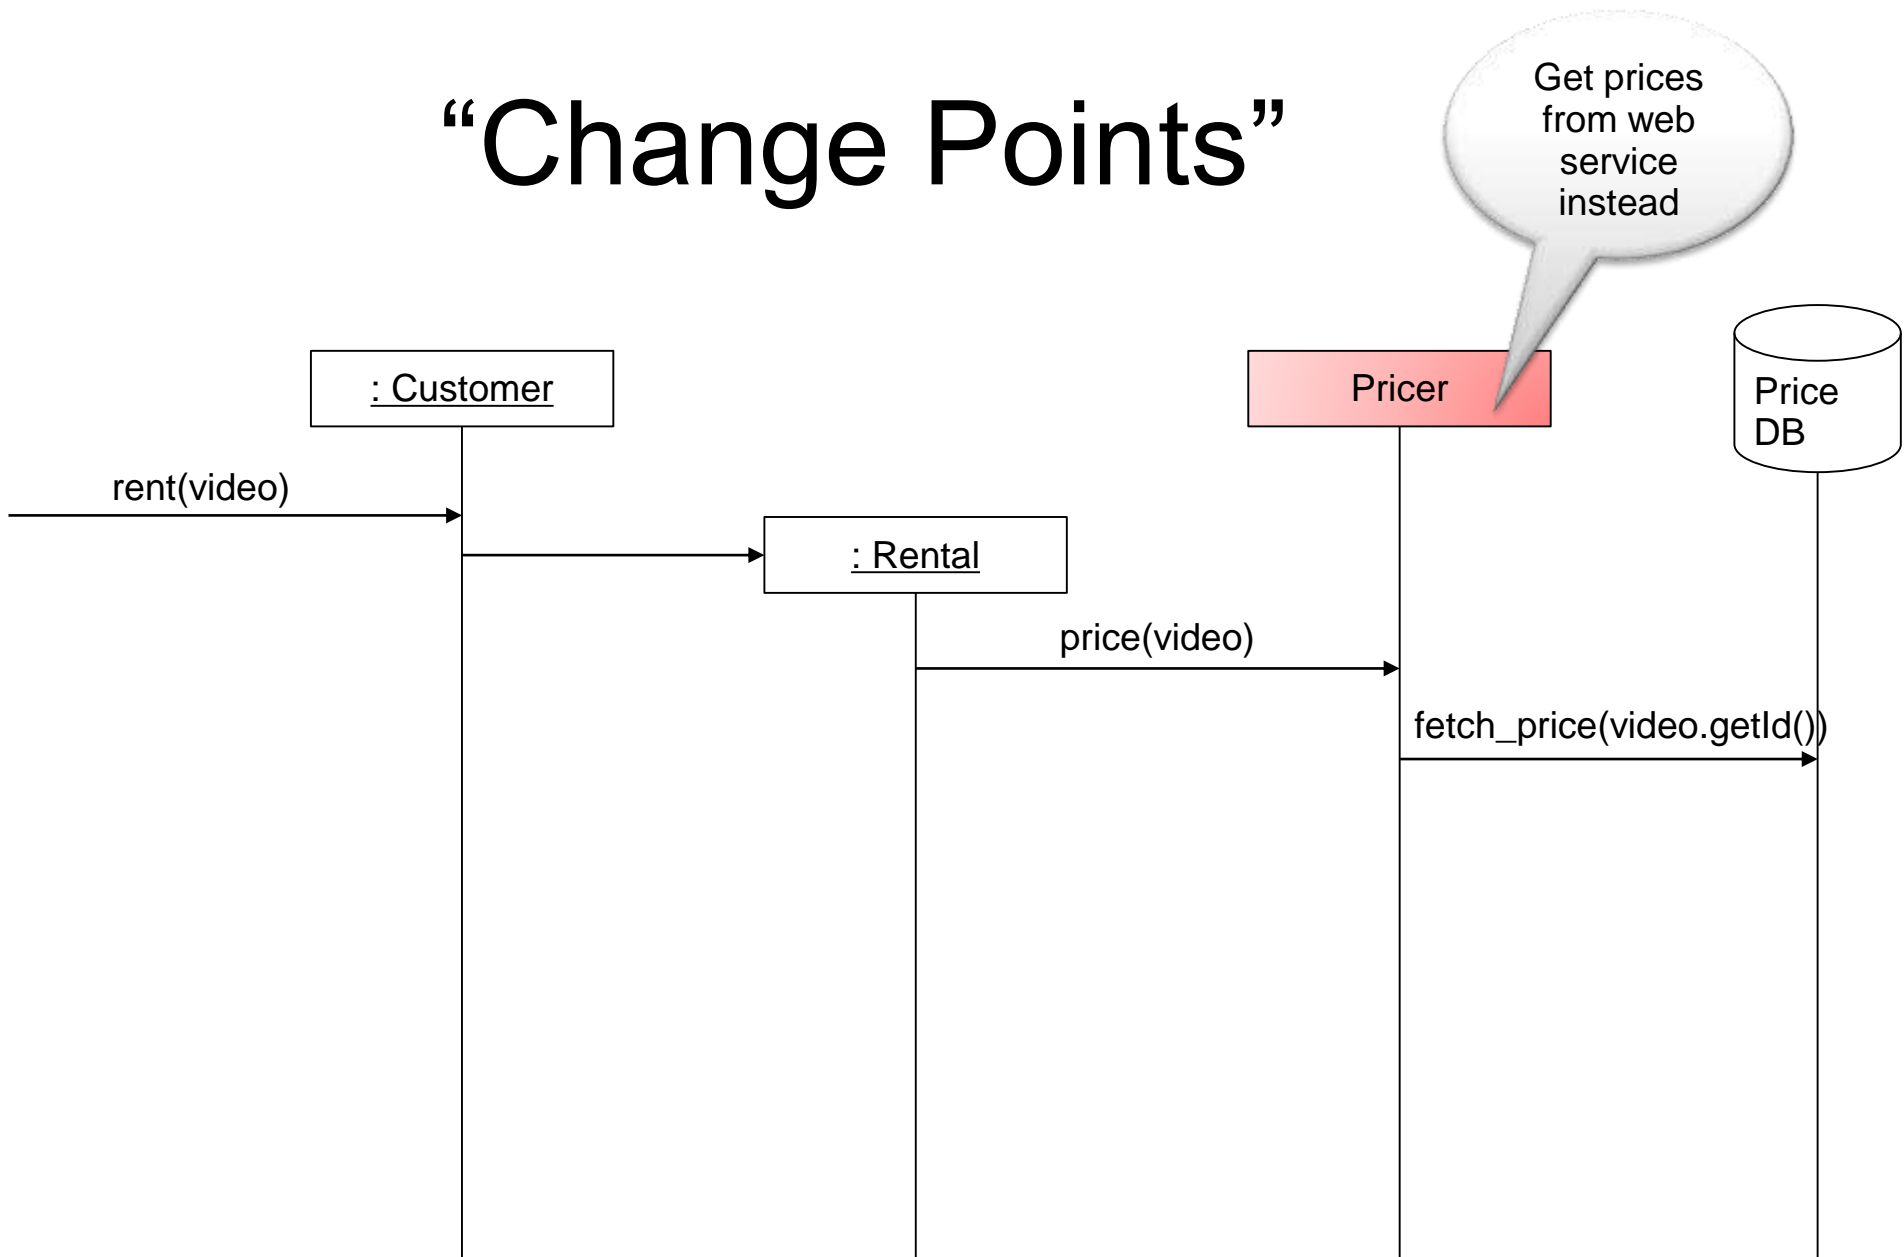 “Change Points”
Get prices
from web
service
instead
: Customer
Pricer
Price
DB
rent(video)
: Rental
price(video)
fetch_price(video.getId())